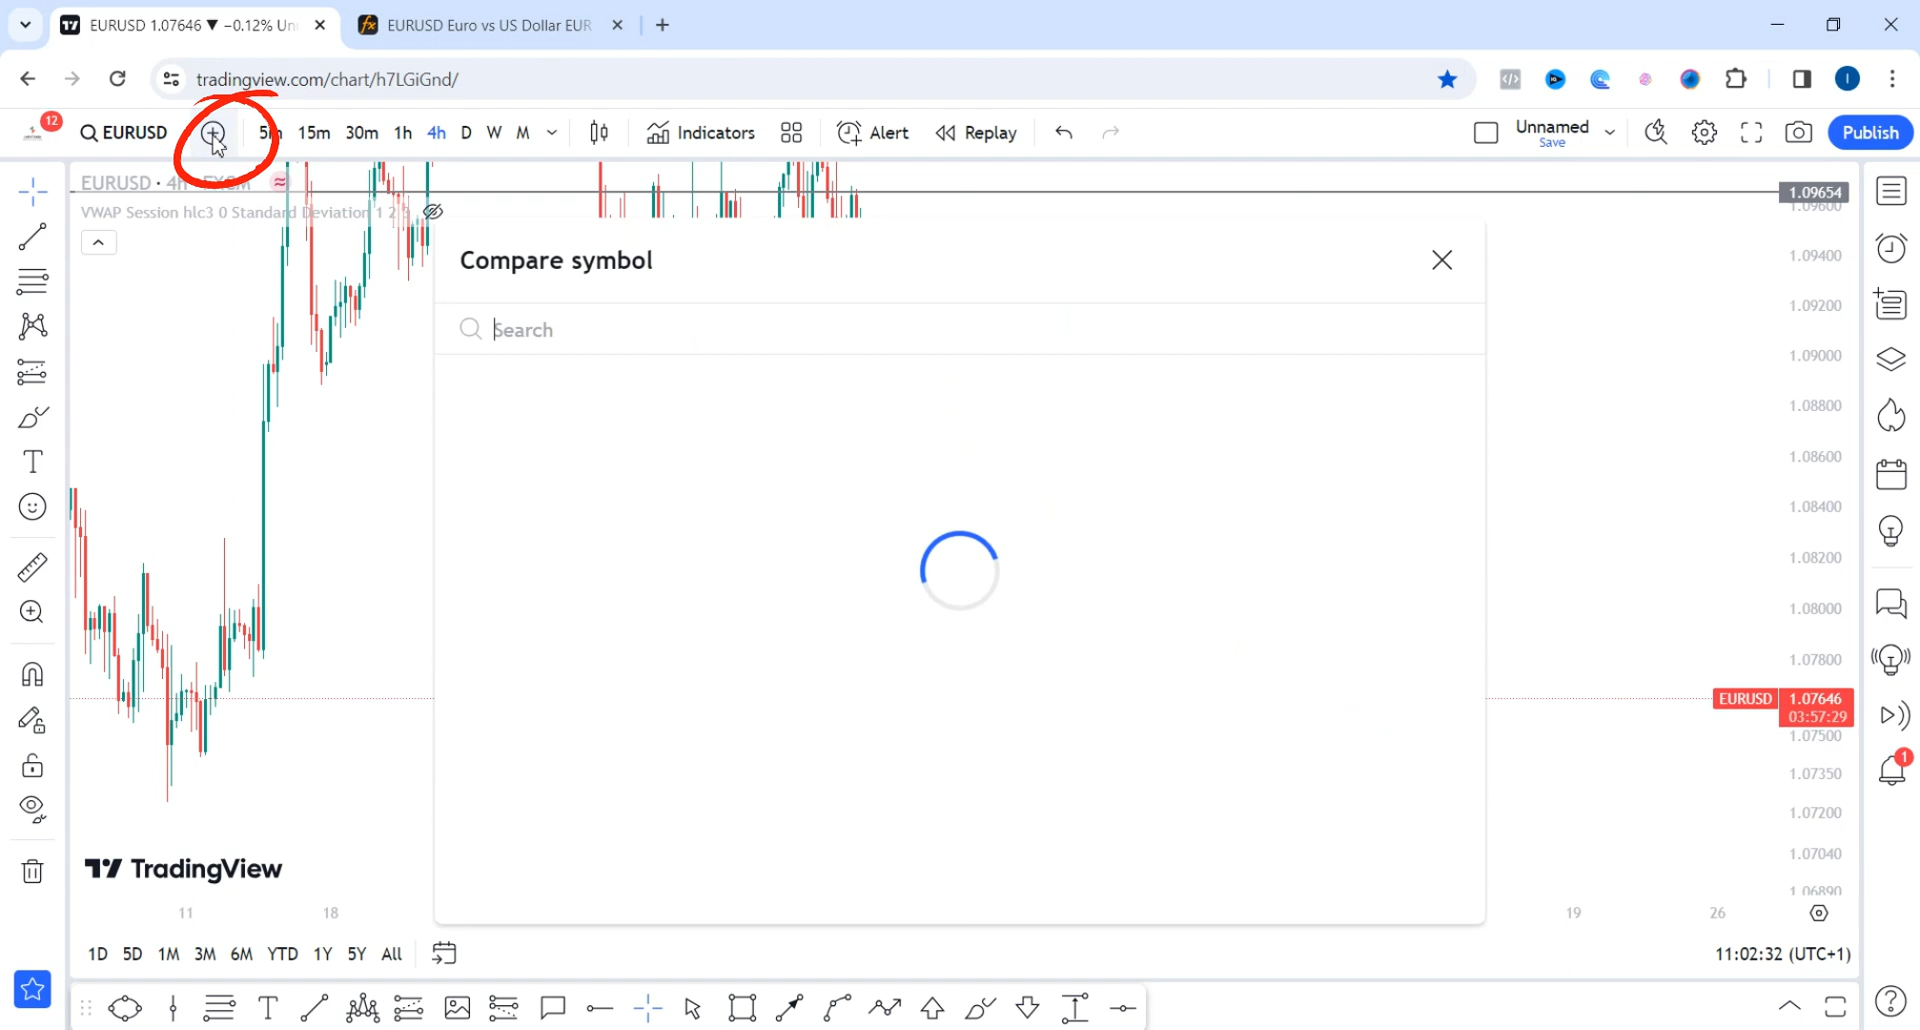 EURUSD 1.07646 ▼ −0.12% Un
EURUSD Euro vs US Dollar EUR
tradingview.com/chart/h7LGiGnd/
12
EURUSD
5m 15m 30m 1h 4h D W M
Indicators
Alert
Replay
Unnamed
Save
Publish
EURUSD · 4h · FXCM
VWAP Session hlc3 0 Standard Deviation 1 2 3
Compare symbol
Search
1.09654
1.09600
1.09400
1.09200
1.09000
1.08800
1.08600
1.08400
1.08200
1.08000
1.07800
EURUSD 1.07646
03:57:29
1.07500
1.07350
1.07200
1.07040
1.06890
1
TradingView
11 18 19 26
1D 5D 1M 3M 6M YTD 1Y 5Y All
11:02:32 (UTC+1)